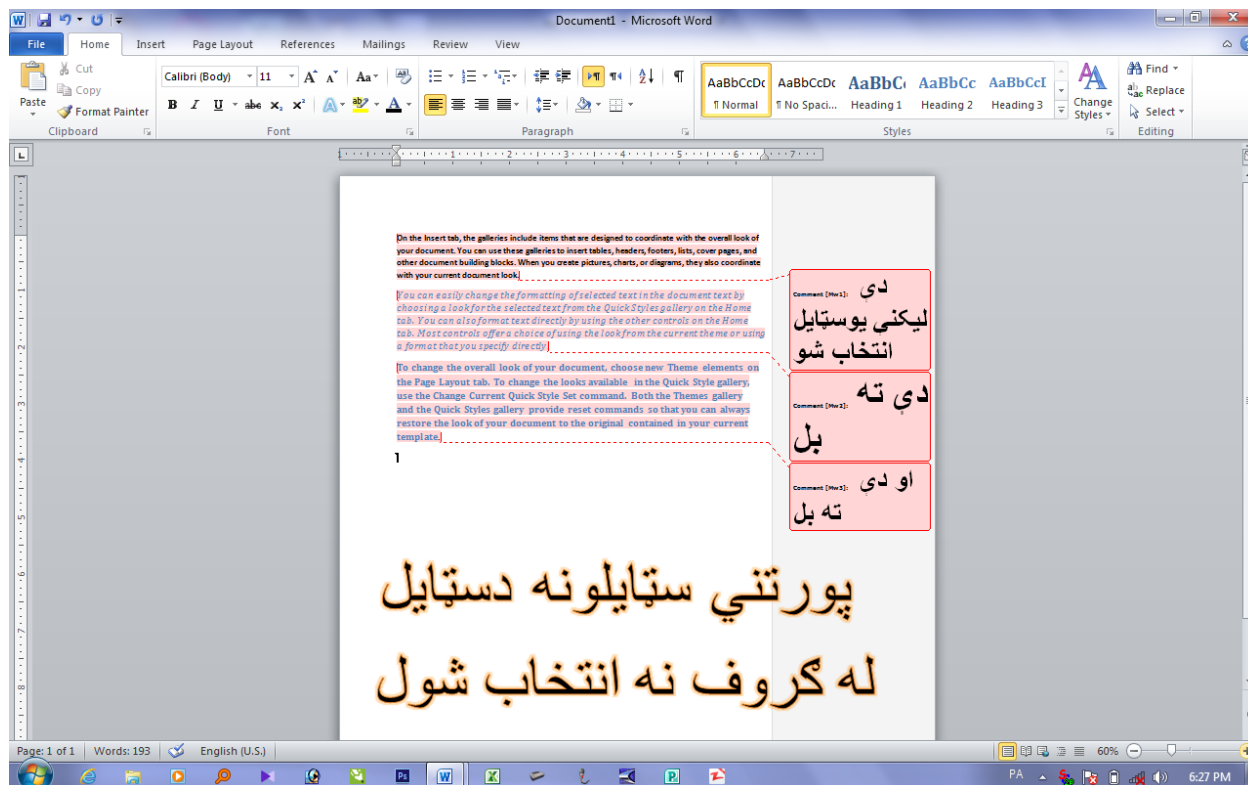 Document1 - Microsoft Word
File Home Insert Page Layout References Mailings Review View
Paste
Cut
Copy
Format Painter
Clipboard
Calibri (Body) 11
Font
Paragraph
AaBbCcDc AaBbCcDc AaBbC AaBbCc AaBbCcI
¶ Normal ¶ No Spaci... Heading 1 Heading 2 Heading 3
Change Styles
Styles
Find
Replace
Select
Editing
On the Insert tab, the galleries include items that are designed to coordinate with the overall look of
your document. You can use these galleries to insert tables, headers, footers, lists, cover pages, and
other document building blocks. When you create pictures, charts, or diagrams, they also coordinate
with your current document look.
You can easily change the formatting of selected text in the document text by
choosing a look for the selected text from the Quick Styles gallery on the Home
tab. You can also format text directly by using the other controls on the Home
tab. Most controls offer a choice of using the look from the current theme or using
a format that you specify directly
To change the overall look of your document, choose new Theme elements on
the Page Layout tab. To change the looks available in the Quick Style gallery,
use the Change Current Quick Style Set command. Both the Themes gallery
and the Quick Styles gallery provide reset commands so that you can always
restore the look of your document to the original contained in your current
template.
1
Comment [Mw1]: دې
ليکنې يوسټايل
انتخاب شو
Comment [Mw2]: دې ته
بل
Comment [Mw3]: او دې
ته بل
پورتني سټايلونه دسټايل
له ګروف نه انتخاب شول
Page: 1 of 1 Words: 193 English (U.S.) 60%
PA 6:27 PM